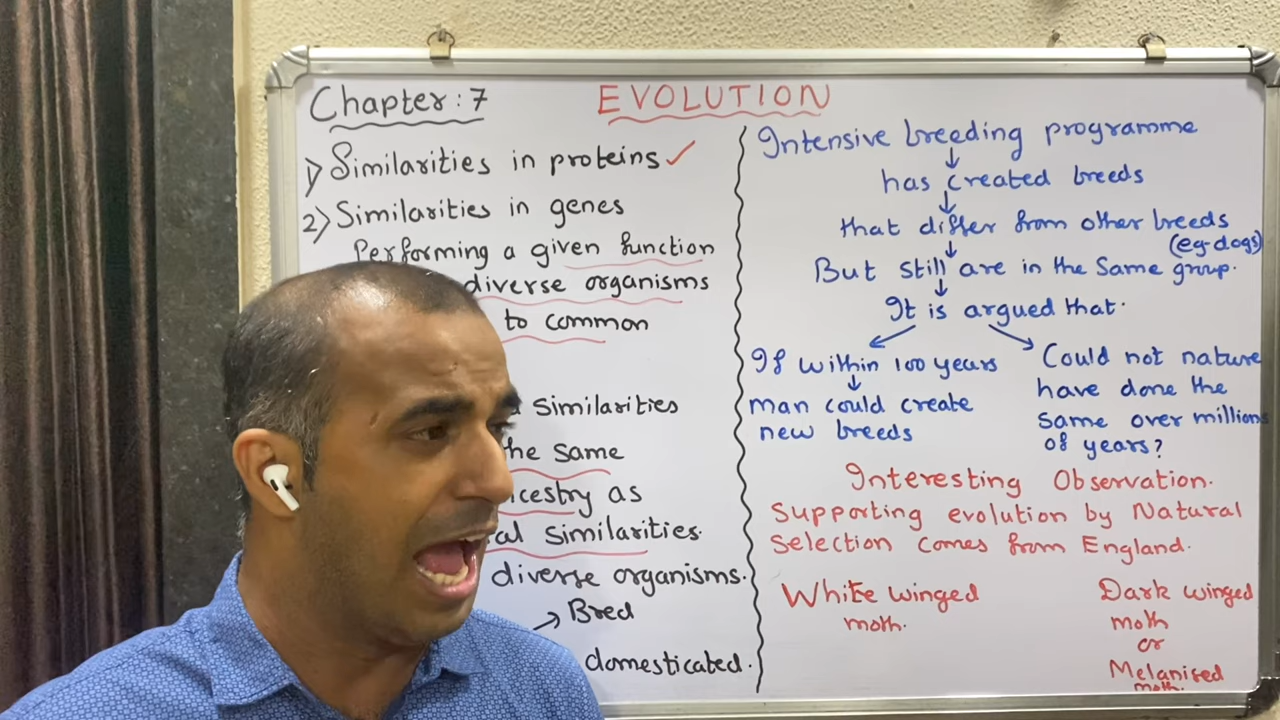 Chapter: 7
EVOLUTION
1) Similarities in proteins ✓
2) Similarities in genes
Performing a given function
diverse organisms
to common
similarities
the same
ancestry as
similarities.
diverse organisms.
→ Bred
domesticated.
Intensive breeding programme
↓
has created breeds
↓
that differ from other breeds
(eg-dogs)
↓
But still are in the same group.
↓
It is argued that.
If within 100 years
↓
man could create
new breeds
Could not nature
have done the
same over millions
of years?
Interesting Observation.
Supporting evolution by Natural
Selection comes from England.
White winged
moth.
Dark winged
moth
or
Melanised
moth.